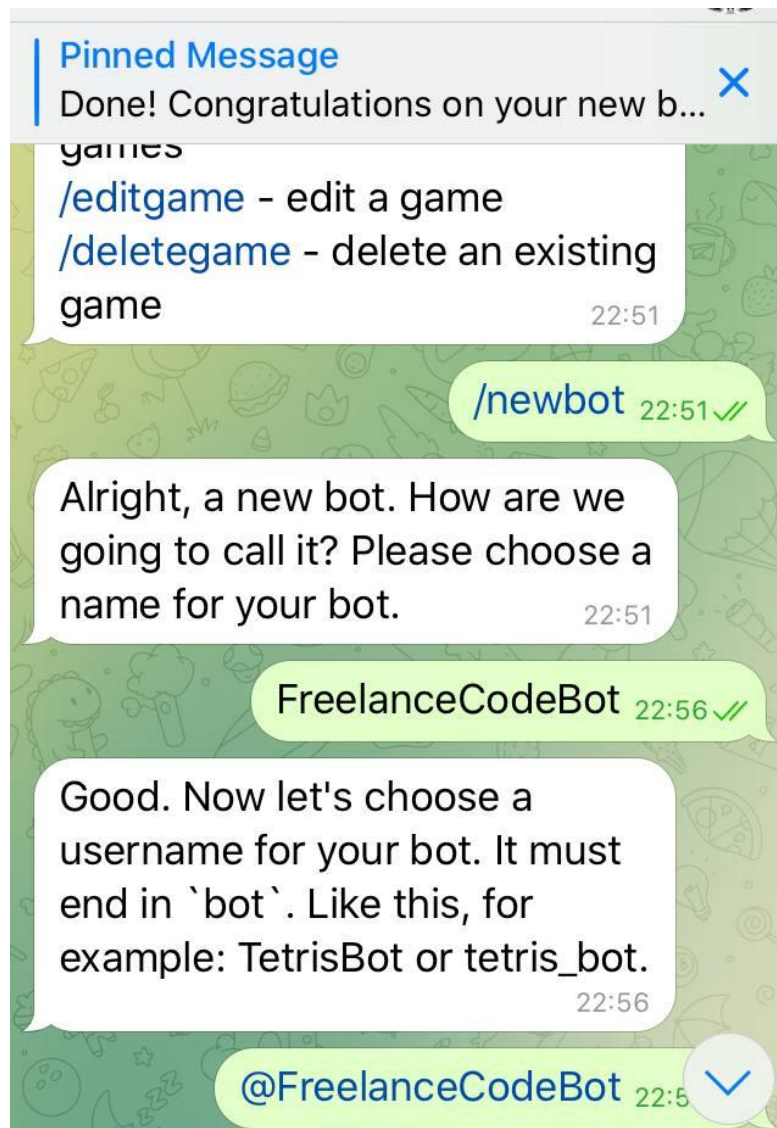 Pinned Message
Done! Congratulations on your new b...
games
/editgame - edit a game
/deletegame - delete an existing
game
22:51
/newbot 22:51
Alright, a new bot. How are we
going to call it? Please choose a
name for your bot.
22:51
FreelanceCodeBot 22:56
Good. Now let's choose a
username for your bot. It must
end in `bot`. Like this, for
example: TetrisBot or tetris_bot.
22:56
@FreelanceCodeBot